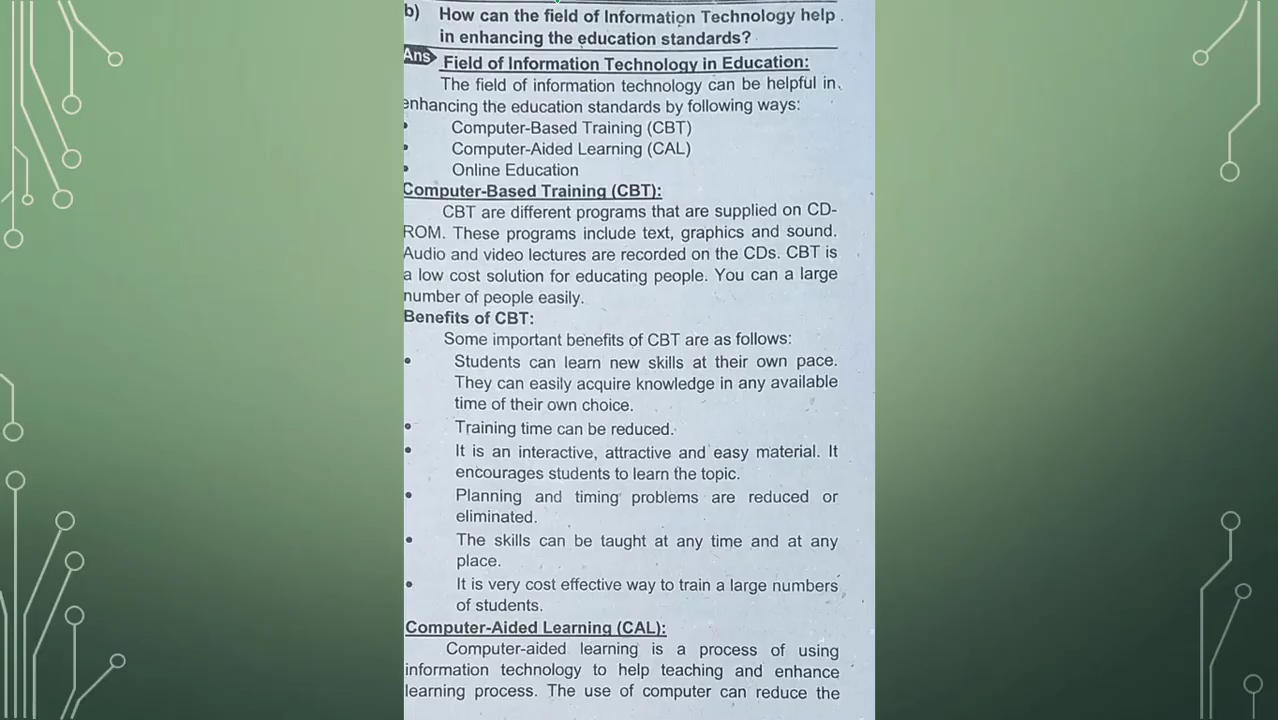 b) How can the field of Information Technology help
in enhancing the education standards?
Ans Field of Information Technology in Education:
The field of information technology can be helpful in
enhancing the education standards by following ways:
• Computer-Based Training (CBT)
• Computer-Aided Learning (CAL)
• Online Education
Computer-Based Training (CBT):
CBT are different programs that are supplied on CD-
ROM. These programs include text, graphics and sound.
Audio and video lectures are recorded on the CDs. CBT is
a low cost solution for educating people. You can a large
number of people easily.
Benefits of CBT:
Some important benefits of CBT are as follows:
• Students can learn new skills at their own pace.
They can easily acquire knowledge in any available
time of their own choice.
• Training time can be reduced.
• It is an interactive, attractive and easy material. It
encourages students to learn the topic.
• Planning and timing problems are reduced or
eliminated.
• The skills can be taught at any time and at any
place.
• It is very cost effective way to train a large numbers
of students.
Computer-Aided Learning (CAL):
Computer-aided learning is a process of using
information technology to help teaching and enhance
learning process. The use of computer can reduce the